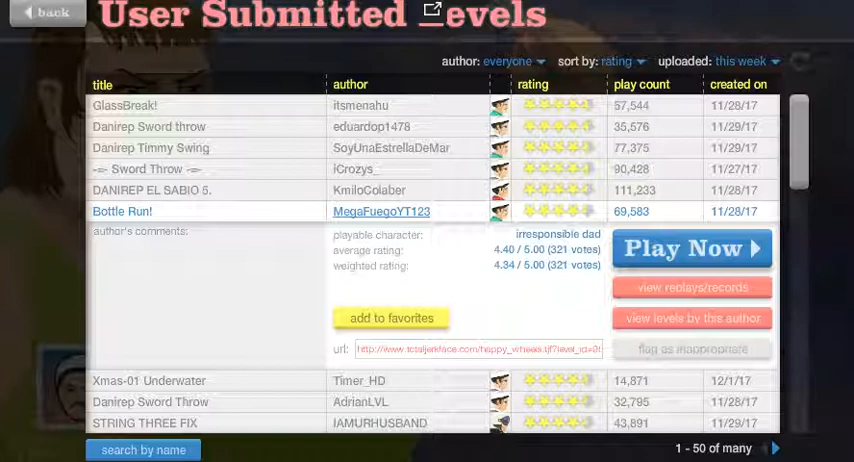 back
User Submitted Levels
author: everyone sort by: rating uploaded: this week
title author rating play count created on
GlassBreak! itsmenahu 57,544 11/28/17
Danirep Sword throw eduardop1478 35,576 11/29/17
Danirep Timmy Swing SoyUnaEstrellaDeMar 77,375 11/29/17
Sword Throw iCrozys_ 90,428 11/27/17
DANIREP EL SABIO 5. KmiloColaber 111,233 11/28/17
Bottle Run! MegaFuegoYT123 69,583 11/28/17
author's comments:
playable character: irresponsible dad
average rating: 4.40 / 5.00 (321 votes)
weighted rating: 4.34 / 5.00 (321 votes)
Play Now
view replays/records
add to favorites
view levels by this author
url: http://www.totaljerkface.com/happy_wheels.tjf?level_id=
flag as inappropriate
Xmas-01 Underwater Timer_HD 14,871 12/1/17
Danirep Sword Throw AdrianLVL 32,795 11/28/17
STRING THREE FIX IAMURHUSBAND 43,891 11/29/17
search by name
1 - 50 of many